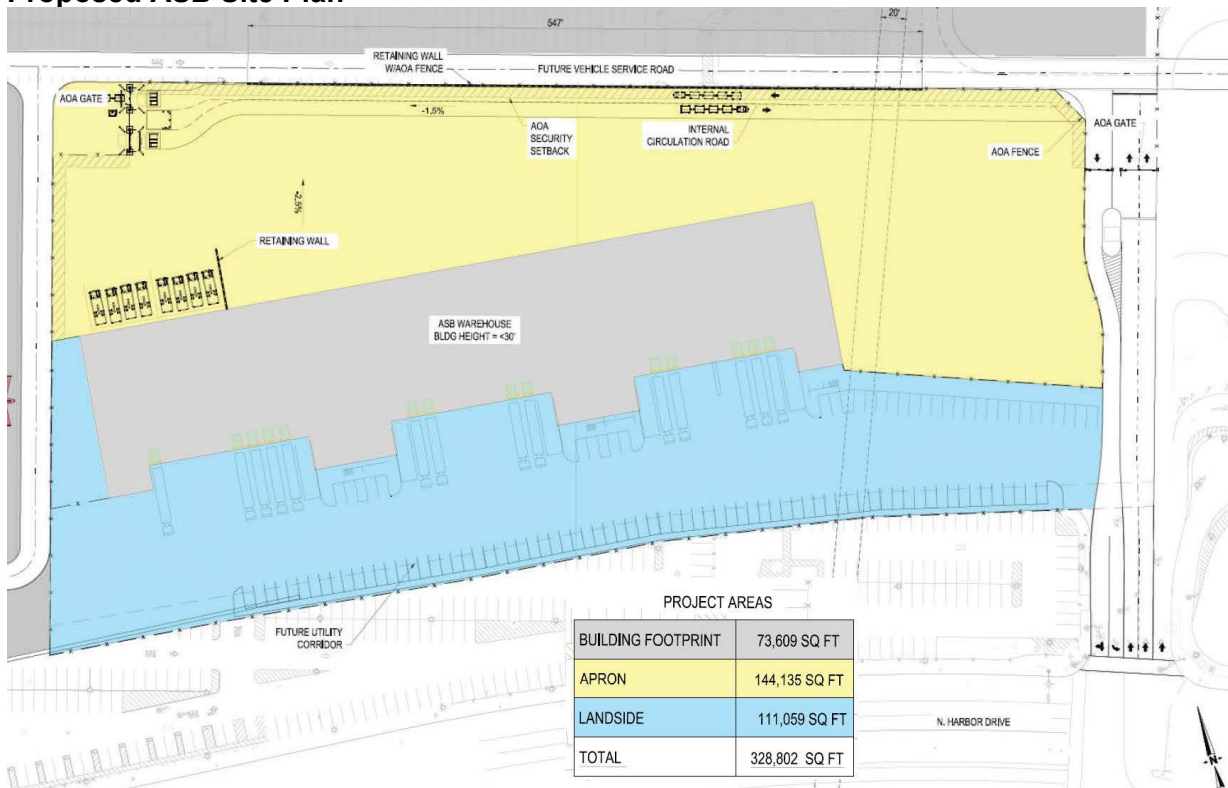 Proposed ASB Site Plan
547'
20'
RETAINING WALL
W/AOA FENCE
FUTURE VEHICLE SERVICE ROAD
AOA GATE
-1.5%
AOA
SECURITY
SETBACK
INTERNAL
CIRCULATION ROAD
AOA GATE
AOA FENCE
-2.5%
RETAINING WALL
ASB WAREHOUSE
BLDG HEIGHT = <30'
FUTURE UTILITY
CORRIDOR
PROJECT AREAS
BUILDING FOOTPRINT 73,609 SQ FT
APRON 144,135 SQ FT
LANDSIDE 111,059 SQ FT
TOTAL 328,802 SQ FT
N. HARBOR DRIVE
N